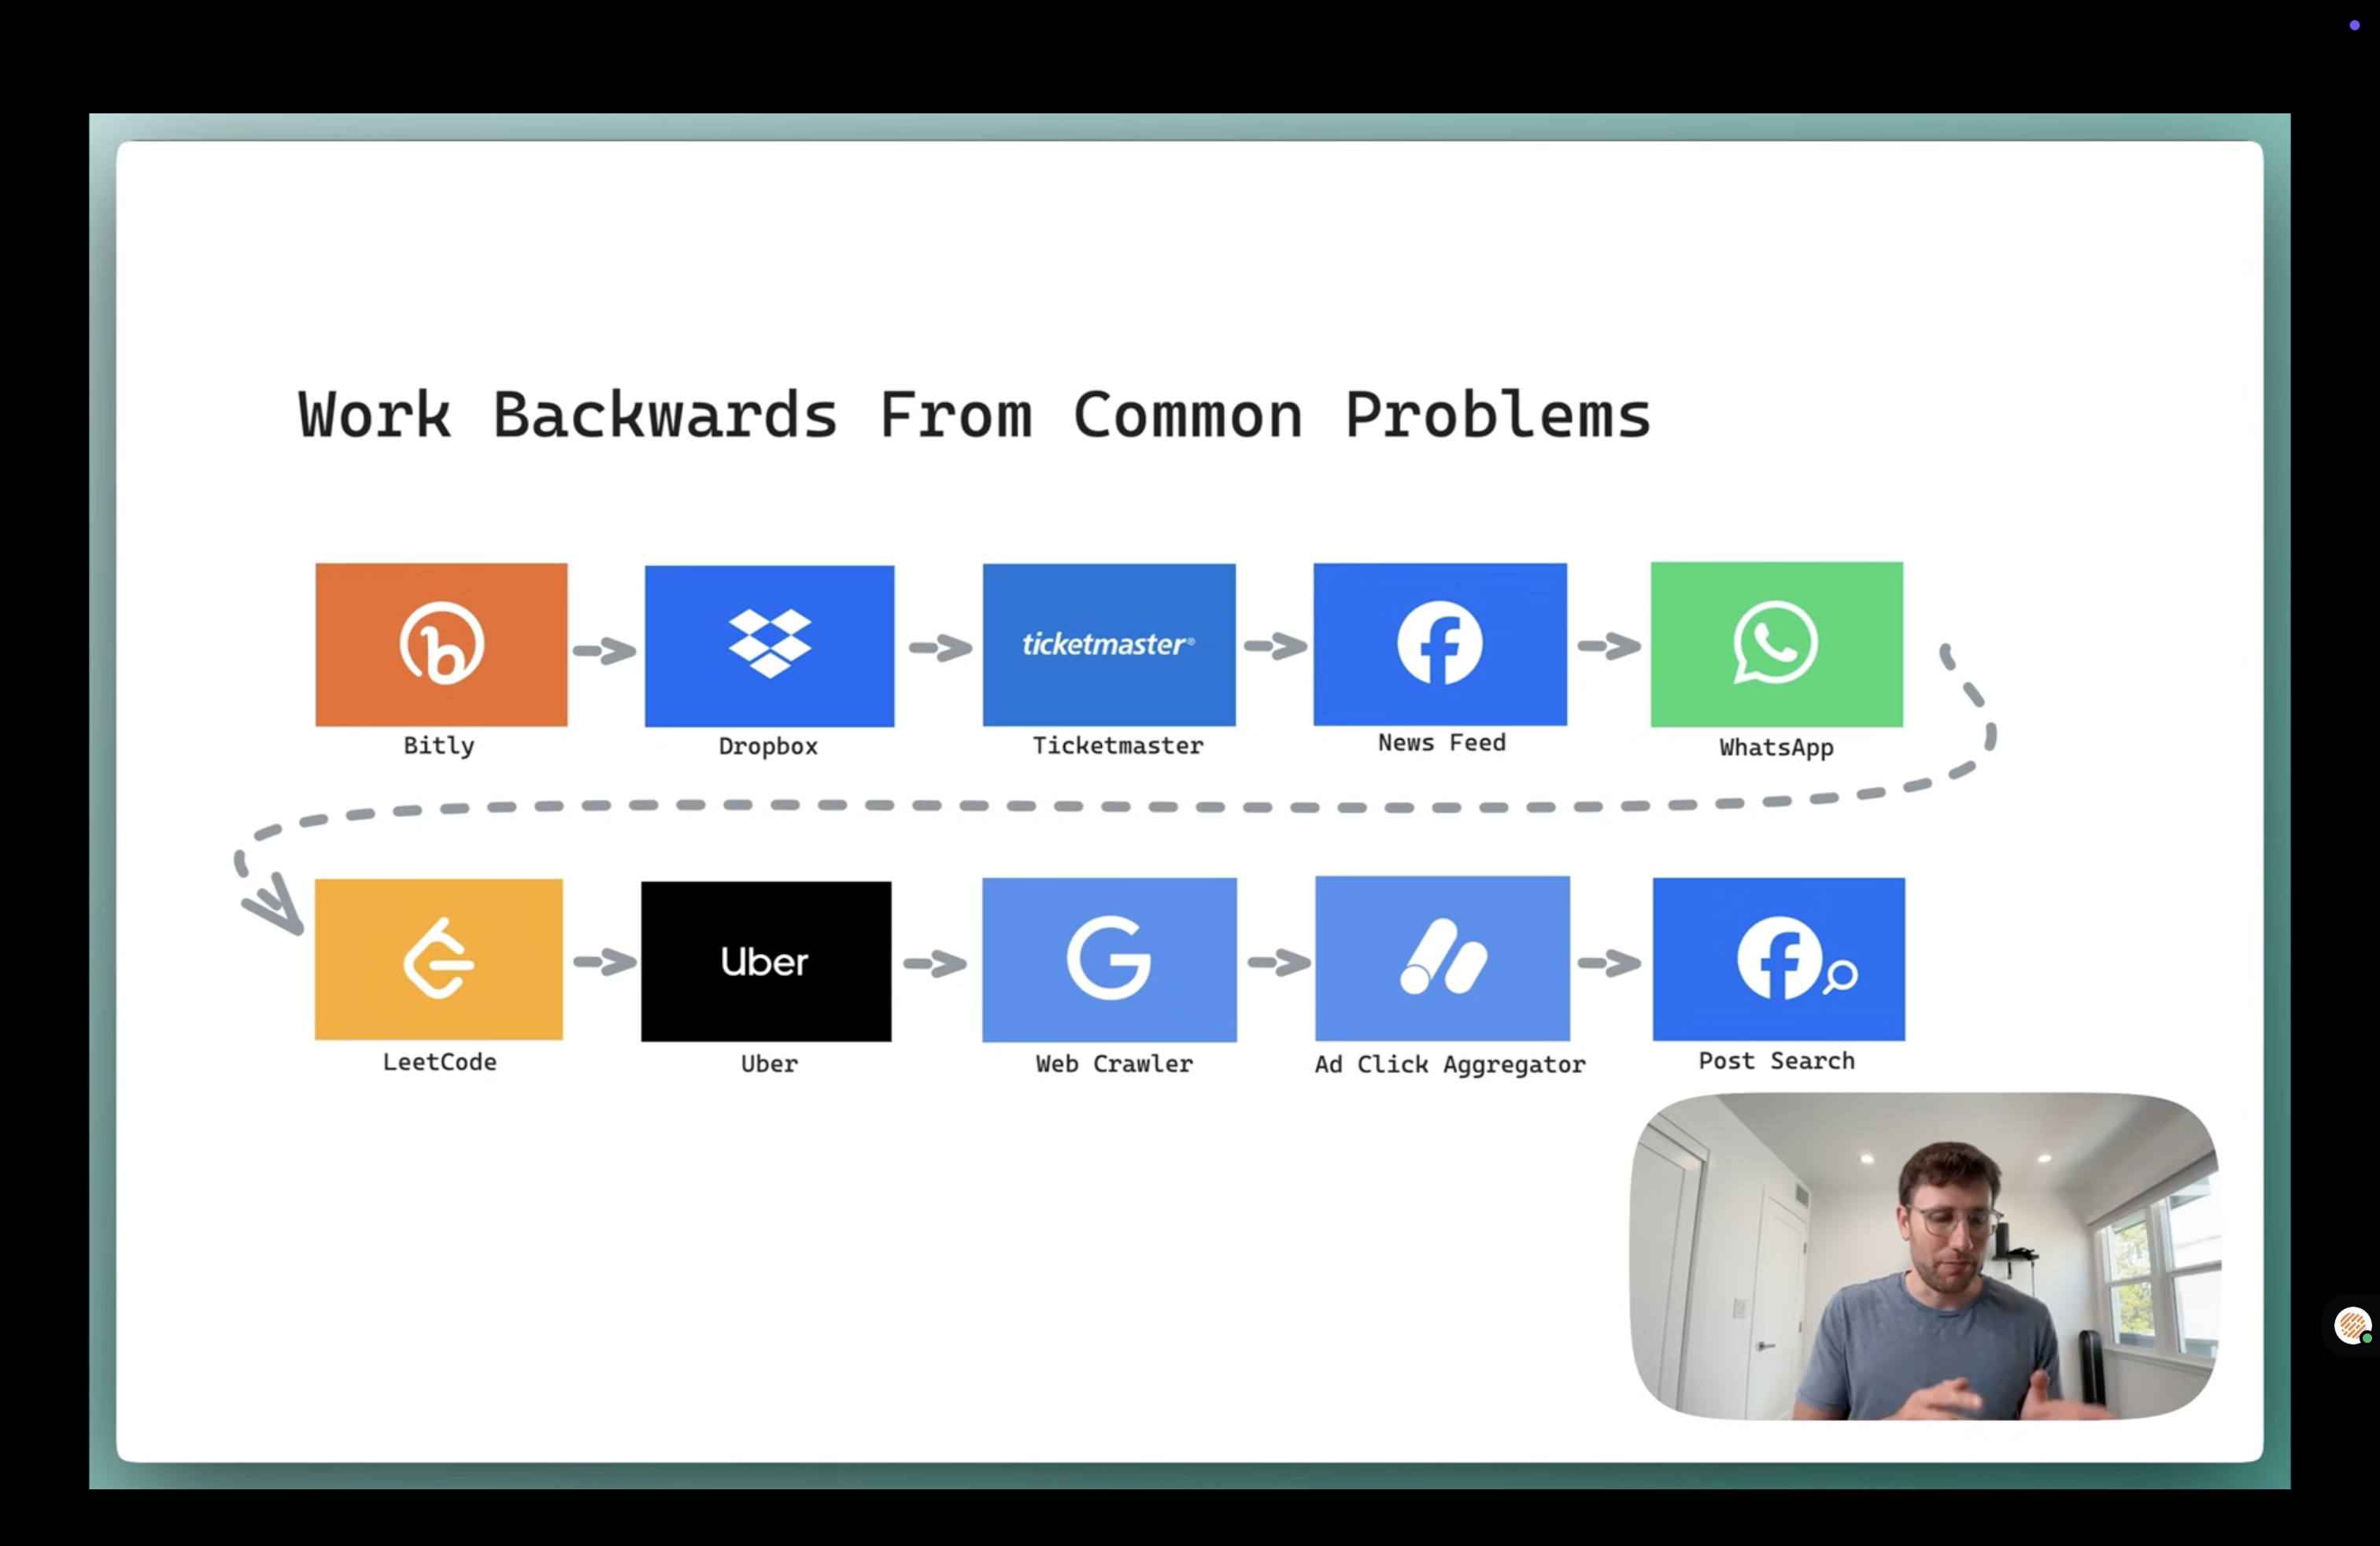 Work Backwards From Common Problems
ticketmaster®
Bitly
Dropbox
Ticketmaster
News Feed
WhatsApp
Uber
LeetCode
Uber
Web Crawler
Ad Click Aggregator
Post Search